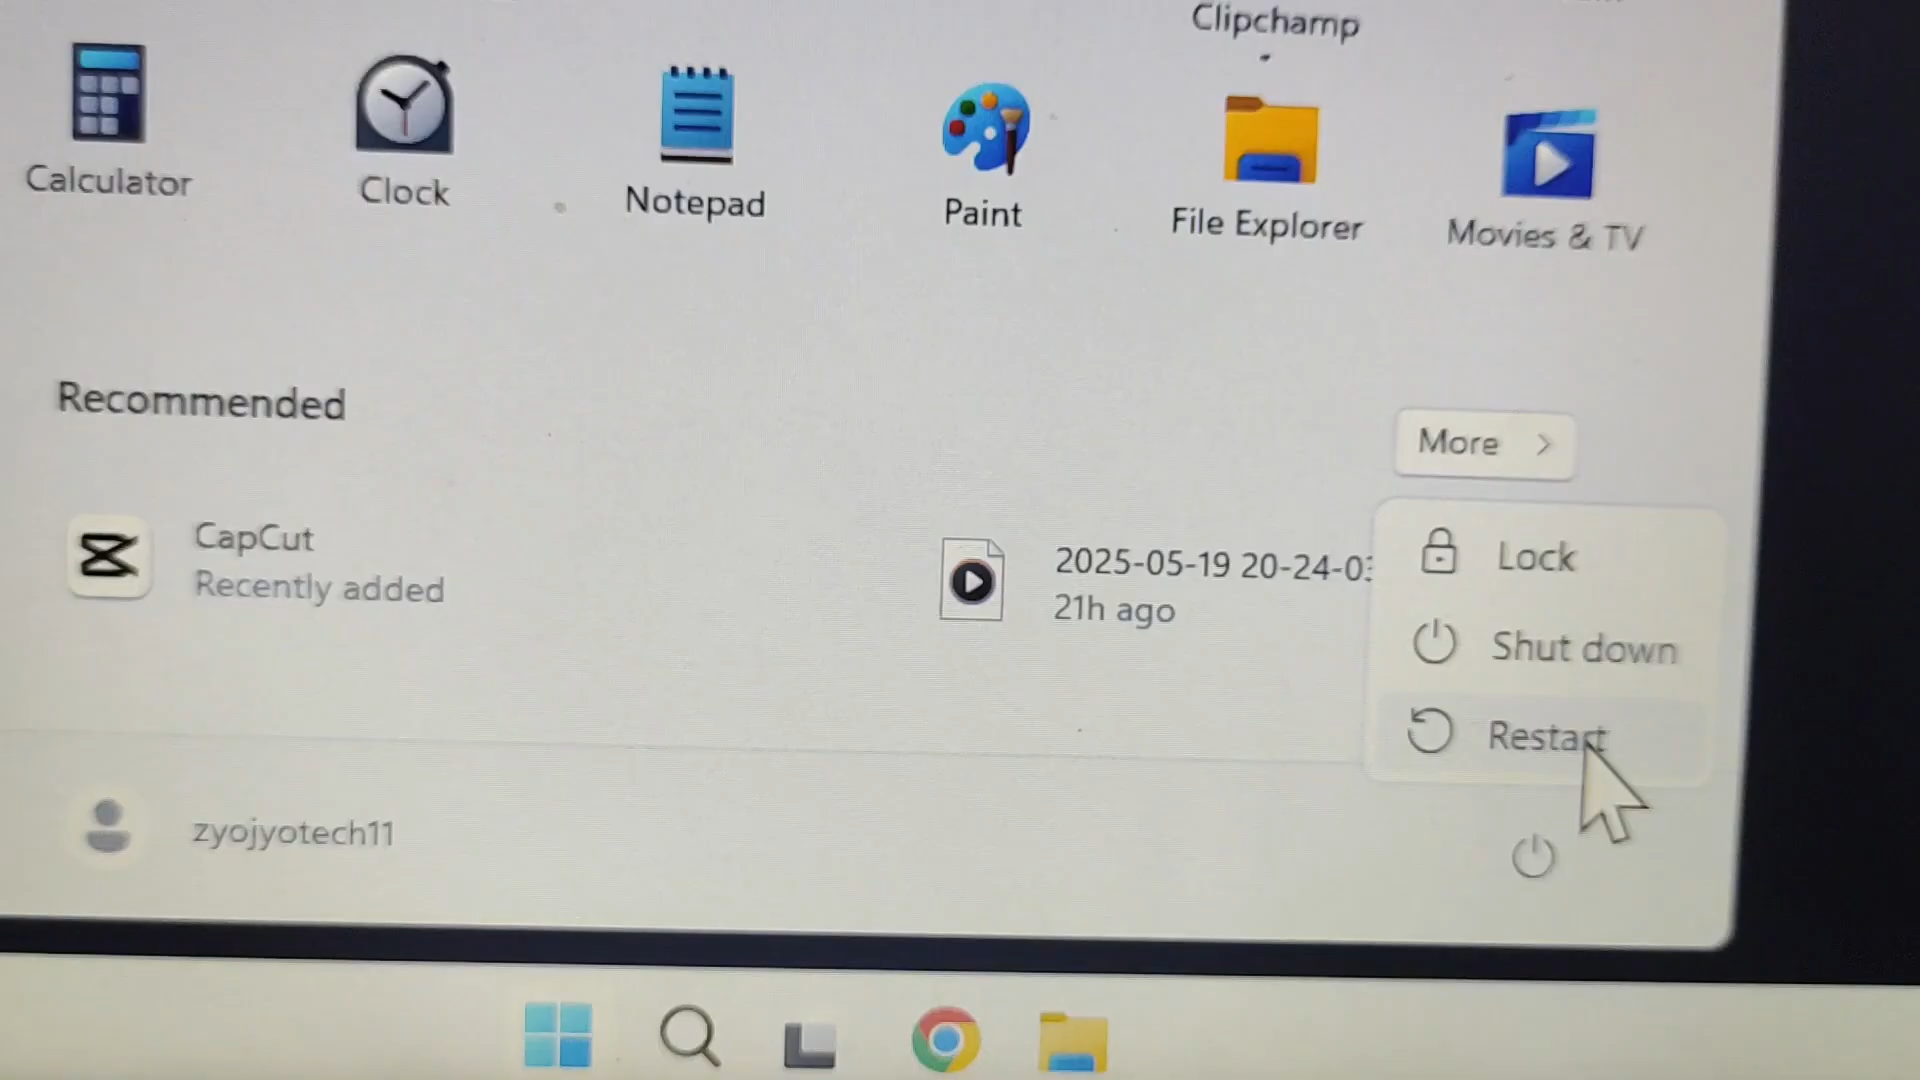 Clipchamp
Calculator
Clock
Notepad
Paint
File Explorer
Movies & TV
Recommended
More
CapCut
Recently added
2025-05-19 20-24-03
21h ago
Lock
Shut down
Restart
zyojyotech11